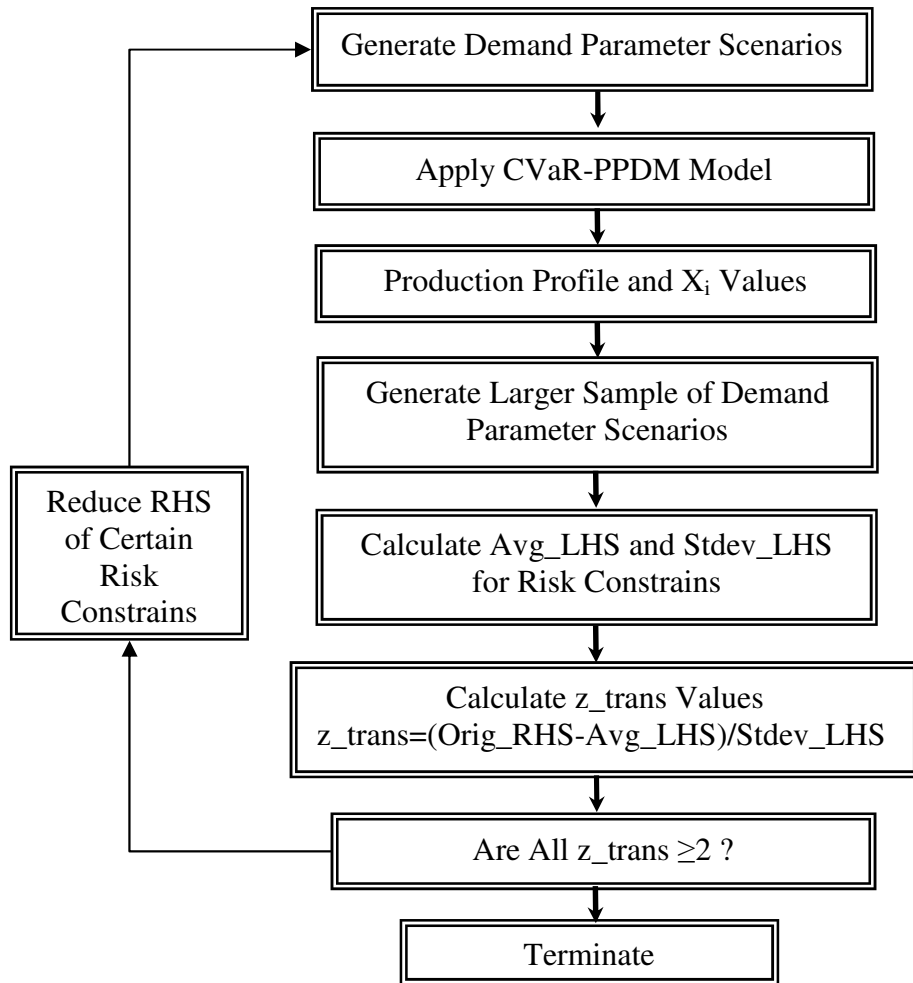 Generate Demand Parameter Scenarios
Apply CVaR-PPDM Model
Production Profile and Xi Values
Generate Larger Sample of Demand
Parameter Scenarios
Reduce RHS
of Certain
Risk
Constrains
Calculate Avg_LHS and Stdev_LHS
for Risk Constrains
Calculate z_trans Values
z_trans=(Orig_RHS-Avg_LHS)/Stdev_LHS
Are All z_trans ≥2 ?
Terminate